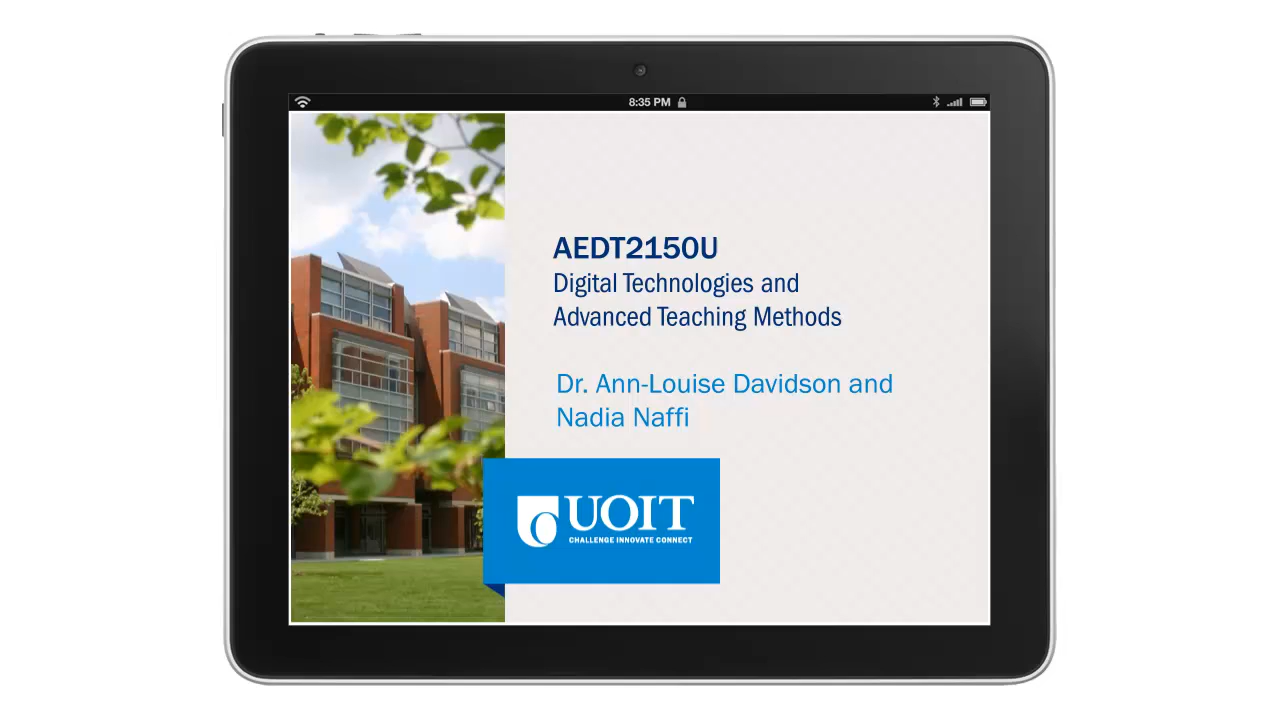 8:35 PM
AEDT2150U
Digital Technologies and
Advanced Teaching Methods
Dr. Ann-Louise Davidson and
Nadia Naffi
UOIT
CHALLENGE INNOVATE CONNECT